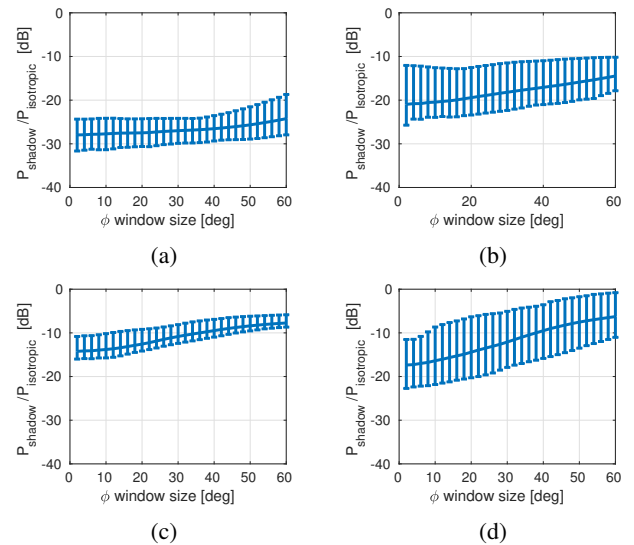 0
-10
-20
-30
-40
P_shadow/P_isotropic [dB]
0 10 20 30 40 50 60
ϕ window size [deg]
(a)
0
-10
-20
-30
-40
P_shadow/P_Isotropic [dB]
0 20 40 60
ϕ window size [deg]
(b)
0
-10
-20
-30
-40
P_shadow/P_isotropic [dB]
0 10 20 30 40 50 60
ϕ window size [deg]
(c)
0
-10
-20
-30
-40
P_shadow/P_isotropic [dB]
0 10 20 30 40 50 60
ϕ window size [deg]
(d)